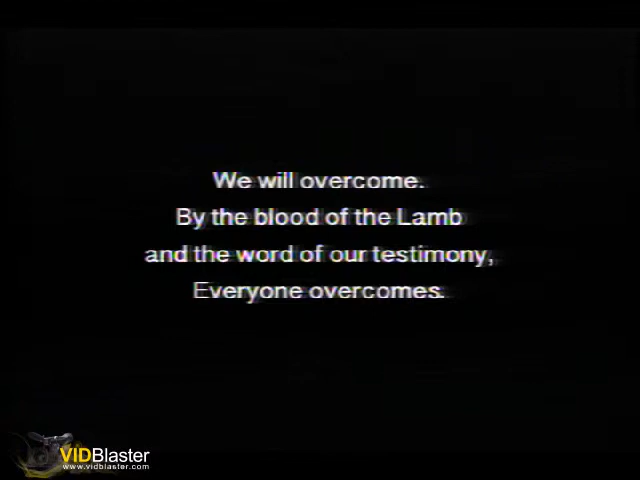 We will overcome.
By the blood of the Lamb
and the word of our testimony,
Everyone overcomes.
VIDBlaster
www.vidblaster.com